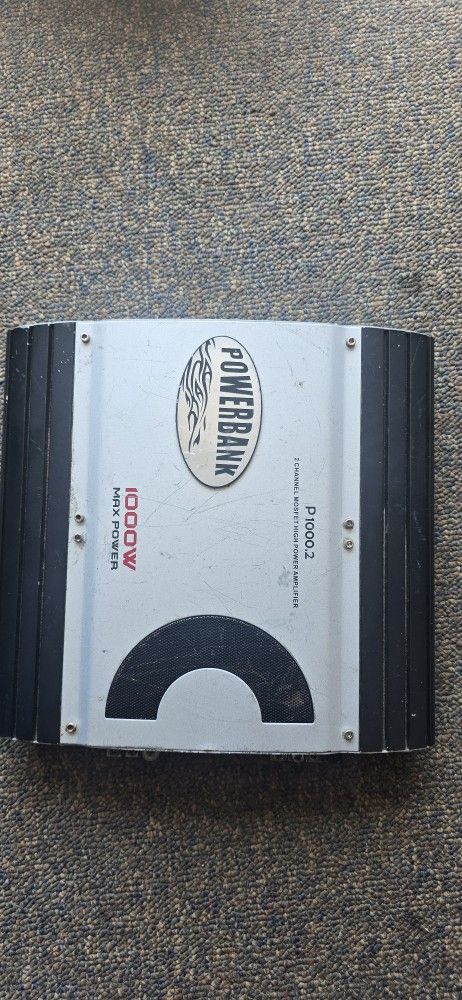 POWERBANK
P1000.2
2 CHANNEL MOSFET HIGH POWER AMPLIFIER
1000W
MAX POWER